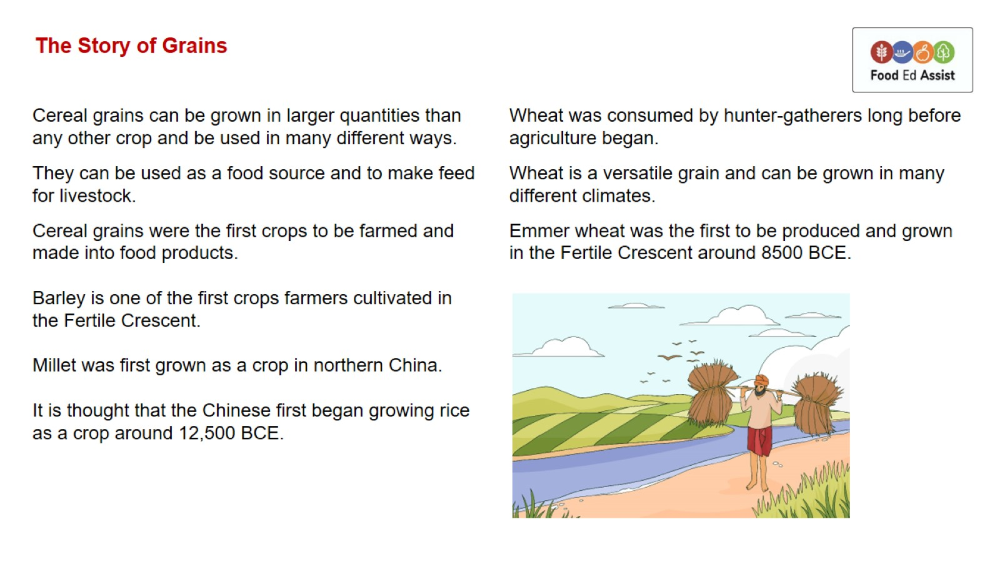 The Story of Grains
Food Ed Assist
Cereal grains can be grown in larger quantities than
any other crop and be used in many different ways.
They can be used as a food source and to make feed
for livestock.
Cereal grains were the first crops to be farmed and
made into food products.
Barley is one of the first crops farmers cultivated in
the Fertile Crescent.
Millet was first grown as a crop in northern China.
It is thought that the Chinese first began growing rice
as a crop around 12,500 BCE.
Wheat was consumed by hunter-gatherers long before
agriculture began.
Wheat is a versatile grain and can be grown in many
different climates.
Emmer wheat was the first to be produced and grown
in the Fertile Crescent around 8500 BCE.